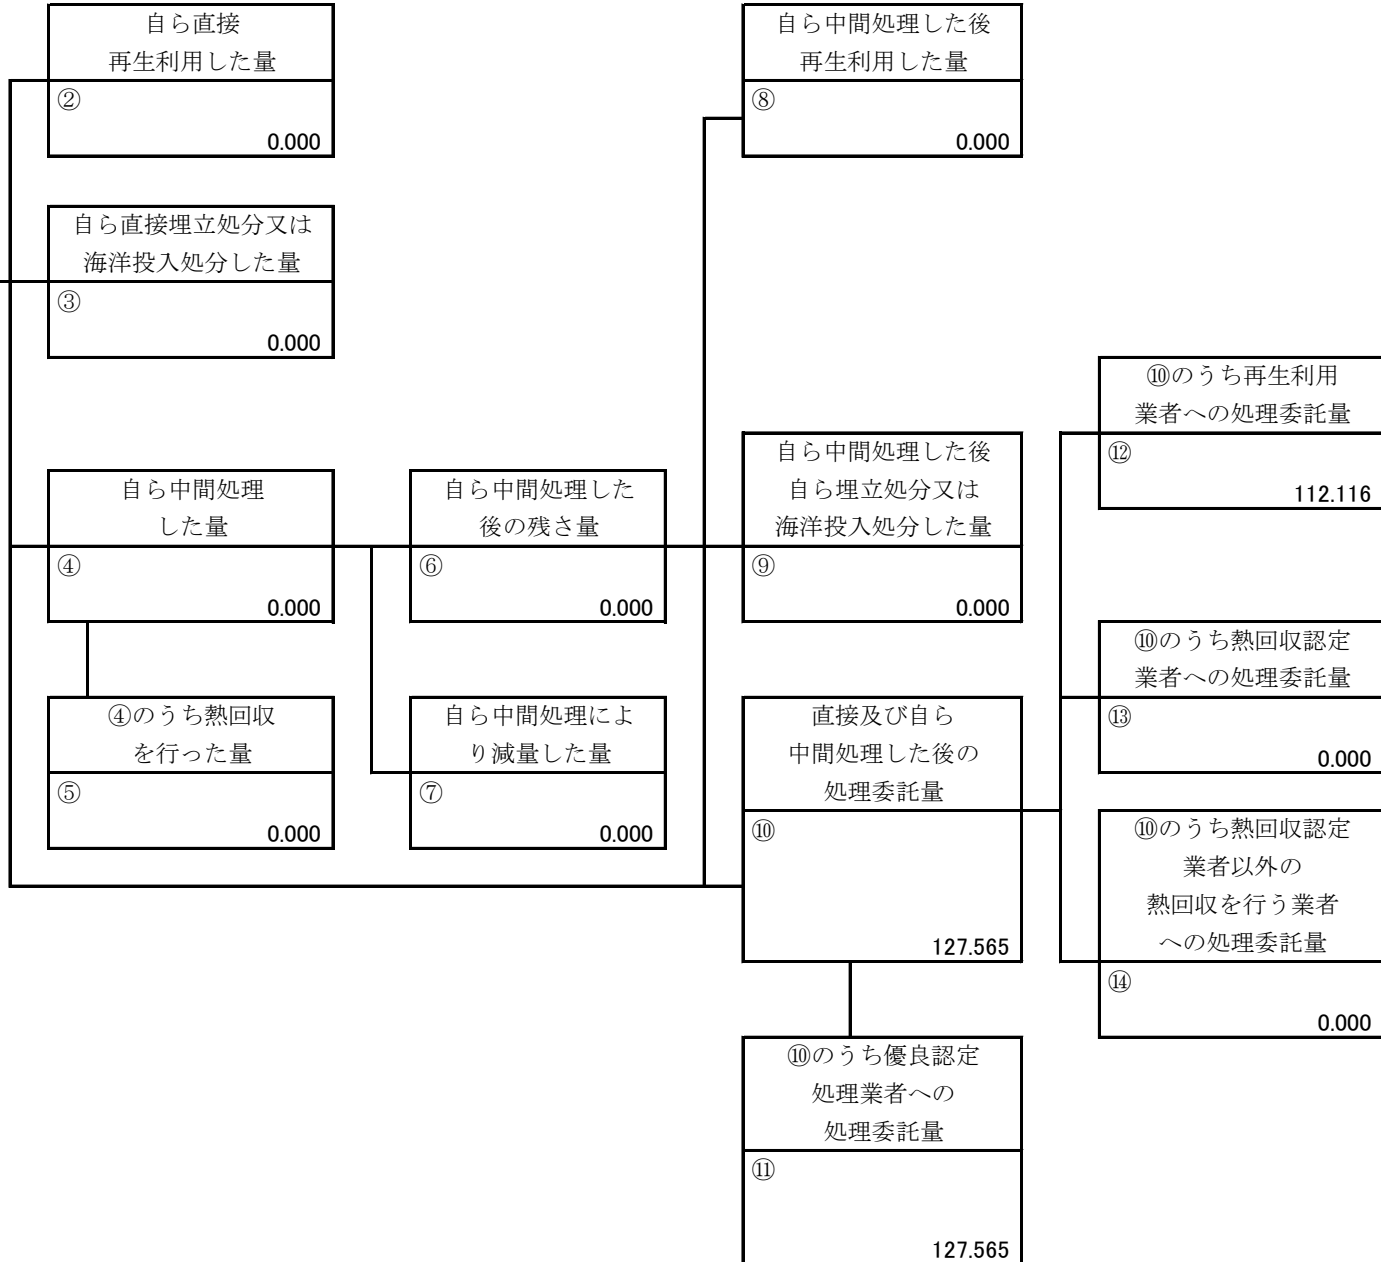 自ら直接
再生利用した量
②
0.000
自ら中間処理した後
再生利用した量
⑧
0.000
自ら直接埋立処分又は
海洋投入処分した量
③
0.000
⑩のうち再生利用
業者への処理委託量
⑫
112.116
自ら中間処理
した量
④
0.000
自ら中間処理した
後の残さ量
⑥
0.000
自ら中間処理した後
自ら埋立処分又は
海洋投入処分した量
⑨
0.000
⑩のうち熱回収認定
業者への処理委託量
⑬
0.000
④のうち熱回収
を行った量
⑤
0.000
自ら中間処理によ
り減量した量
⑦
0.000
直接及び自ら
中間処理した後の
処理委託量
⑩
127.565
⑩のうち熱回収認定
業者以外の
熱回収を行う業者
への処理委託量
⑭
0.000
⑩のうち優良認定
処理業者への
処理委託量
⑪
127.565